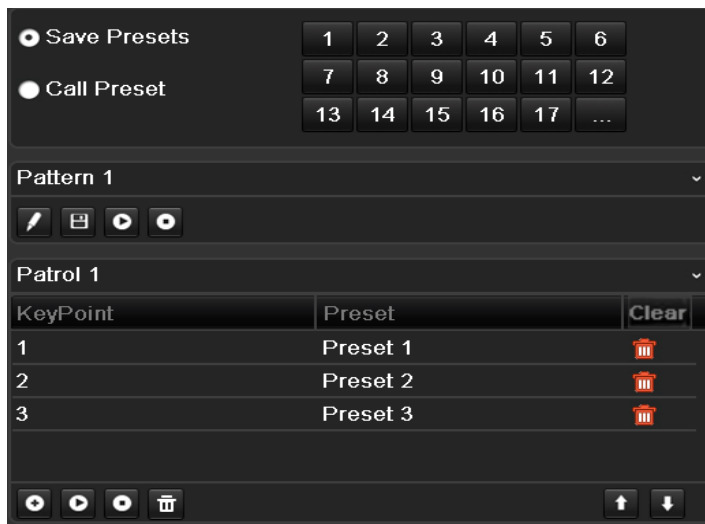 Save Presets
1 2 3 4 5 6
Call Preset
7 8 9 10 11 12
13 14 15 16 17 ...
Pattern 1
Patrol 1
KeyPoint Preset Clear
1 Preset 1
2 Preset 2
3 Preset 3